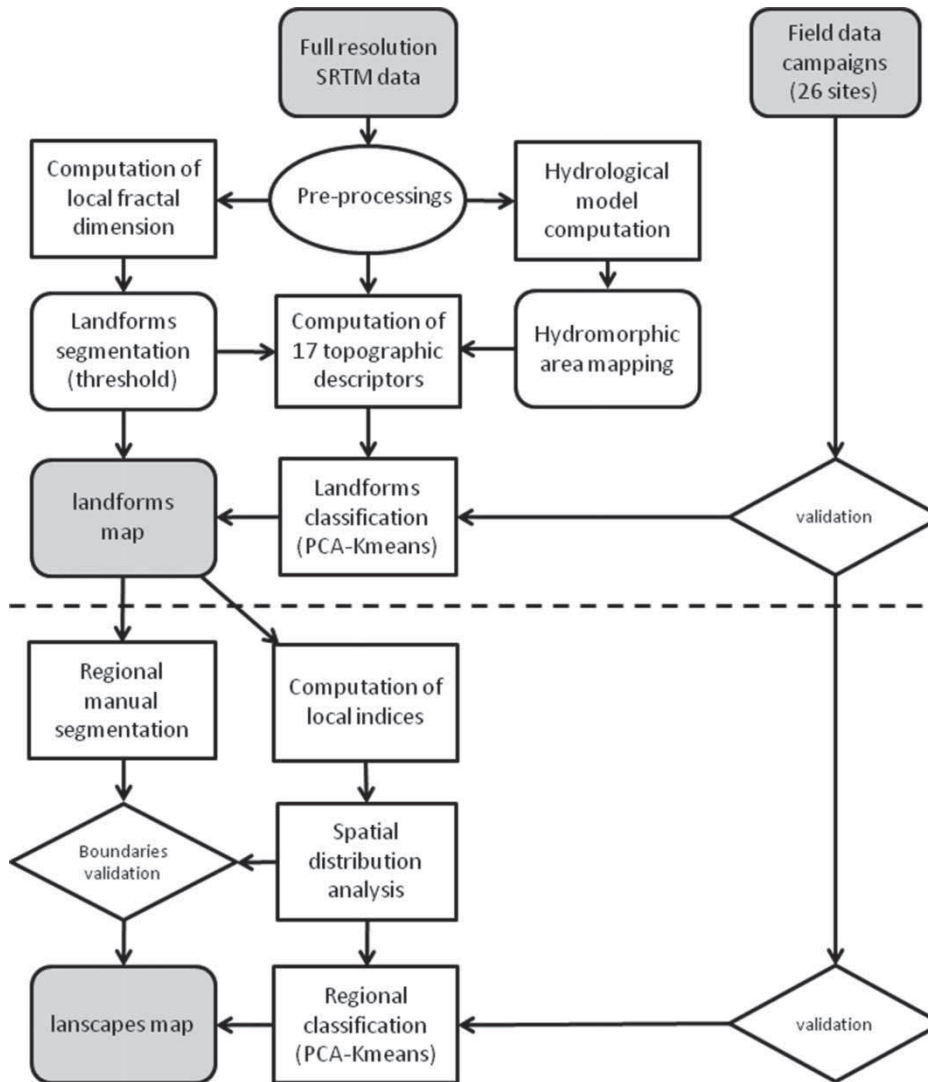 Full resolution
SRTM data
Field data
campaigns
(26 sites)
Computation of
local fractal
dimension
Pre-processings
Hydrological
model
computation
Landforms
segmentation
(threshold)
Computation of
17 topographic
descriptors
Hydromorphic
area mapping
landforms
map
Landforms
classification
(PCA-Kmeans)
validation
Regional
manual
segmentation
Computation of
local indices
Boundaries
validation
Spatial
distribution
analysis
lanscapes map
Regional
classification
(PCA-Kmeans)
validation